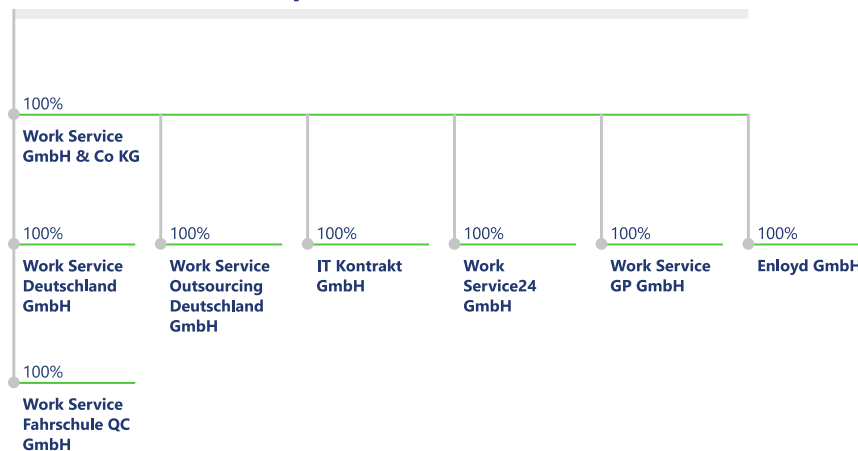 100%
Work Service
GmbH & Co KG
100%
Work Service
Deutschland
GmbH
100%
Work Service
Outsourcing
Deutschland
GmbH
100%
IT Kontrakt
GmbH
100%
Work
Service24
GmbH
100%
Work Service
GP GmbH
100%
Enloyd GmbH
100%
Work Service
Fahrschule QC
GmbH